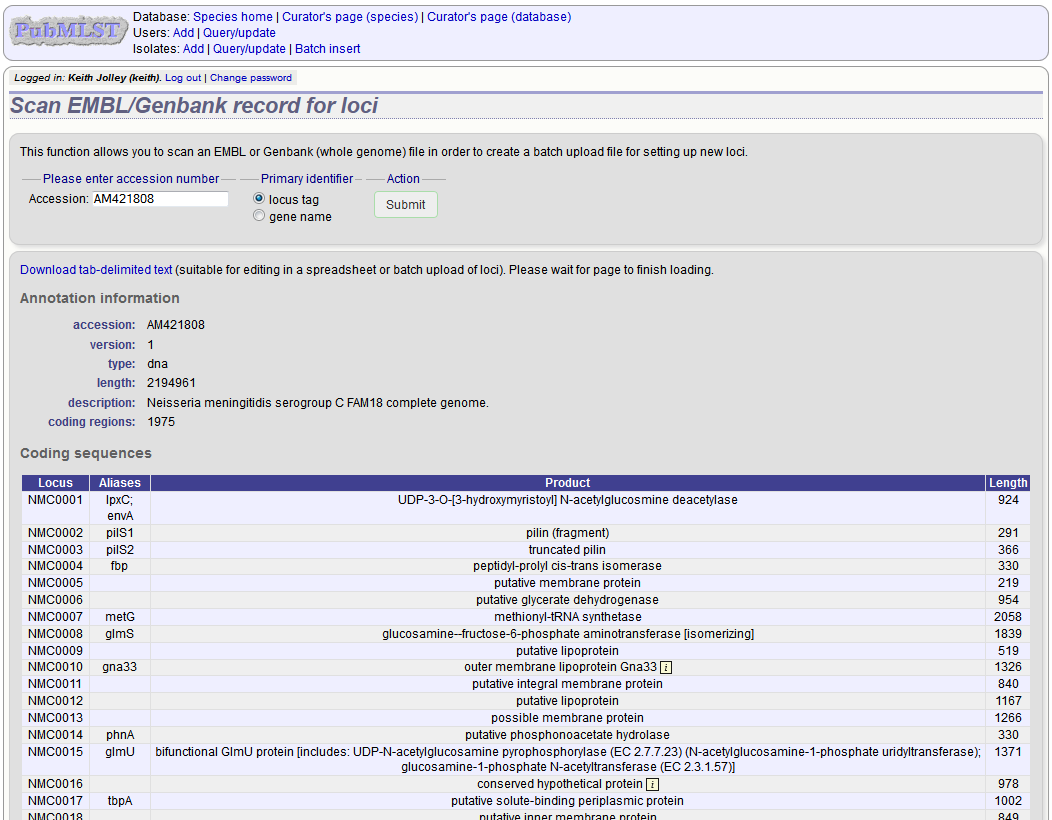 PubMLST
Database: Species home | Curator's page (species) | Curator's page (database)
Users: Add | Query/update
Isolates: Add | Query/update | Batch insert
Logged in: Keith Jolley (keith). Log out | Change password
Scan EMBL/Genbank record for loci
This function allows you to scan an EMBL or Genbank (whole genome) file in order to create a batch upload file for setting up new loci.
Please enter accession number Primary identifier Action
Accession: AM421808 locus tag Submit
gene name
Download tab-delimited text (suitable for editing in a spreadsheet or batch upload of loci). Please wait for page to finish loading.
Annotation information
accession: AM421808
version: 1
type: dna
length: 2194961
description: Neisseria meningitidis serogroup C FAM18 complete genome.
coding regions: 1975
Coding sequences
Locus Aliases Product Length
NMC0001 lpxC; UDP-3-O-[3-hydroxymyristoyl] N-acetylglucosmine deacetylase 924
envA
NMC0002 pilS1 pilin (fragment) 291
NMC0003 pilS2 truncated pilin 366
NMC0004 fbp peptidyl-prolyl cis-trans isomerase 330
NMC0005 putative membrane protein 219
NMC0006 putative glycerate dehydrogenase 954
NMC0007 metG methionyl-tRNA synthetase 2058
NMC0008 glmS glucosamine--fructose-6-phosphate aminotransferase [isomerizing] 1839
NMC0009 putative lipoprotein 519
NMC0010 gna33 outer membrane lipoprotein Gna33 i 1326
NMC0011 putative integral membrane protein 840
NMC0012 putative lipoprotein 1167
NMC0013 possible membrane protein 1266
NMC0014 phnA putative phosphonoacetate hydrolase 330
NMC0015 glmU bifunctional GlmU protein [includes: UDP-N-acetylglucosamine pyrophosphorylase (EC 2.7.7.23) (N-acetylglucosamine-1-phosphate uridyltransferase); 1371
glucosamine-1-phosphate N-acetyltransferase (EC 2.3.1.57)]
NMC0016 conserved hypothetical protein i 978
NMC0017 tbpA putative solute-binding periplasmic protein 1002
NMC0018 putative inner membrane protein 849